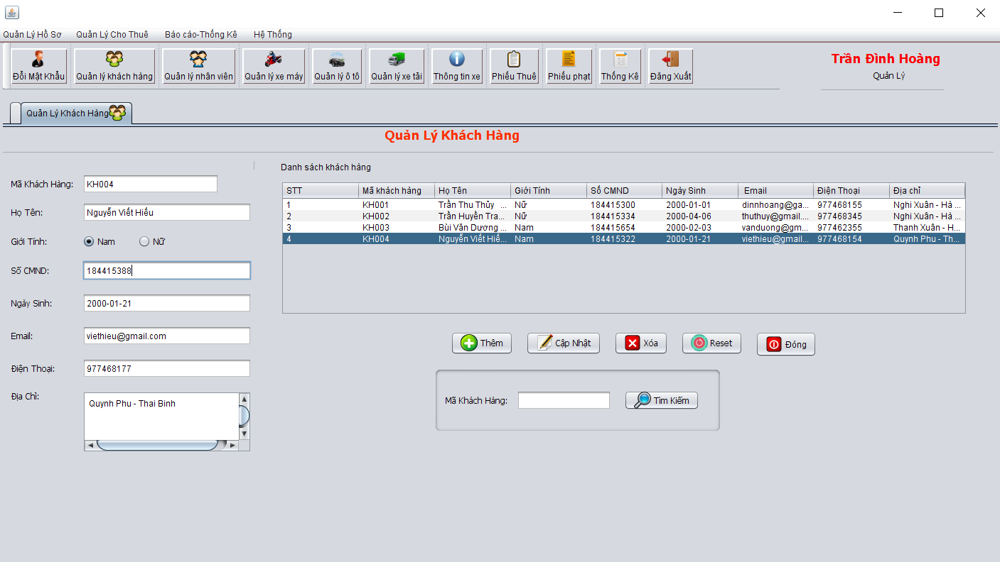 Quản Lý Hồ Sơ Quản Lý Cho Thuê Báo cáo-Thống Kê Hệ Thống
Đổi Mật Khẩu Quản lý khách hàng Quản lý nhân viên Quản lý xe máy Quản lý ô tô Quản lý xe tải Thông tin xe Phiếu Thuê Phiếu phạt Thống Kê Đăng Xuất
Trần Đình Hoàng
Quản Lý
Quản Lý Khách Hàng
Quản Lý Khách Hàng
Mã Khách Hàng: KH004
Họ Tên: Nguyễn Viết Hiếu
Giới Tính: Nam Nữ
Số CMND: 184415388
Ngày Sinh: 2000-01-21
Email: viethieu@gmail.com
Điện Thoại: 977468177
Địa Chỉ: Quynh Phu - Thai Binh
Danh sách khách hàng
STT Mã khách hàng Họ Tên Giới Tính Số CMND Ngày Sinh Email Điện Thoại Địa chỉ
1 KH001 Trần Thu Thủy ... Nữ 184415300 2000-01-01 dinnhoang@ga... 977468155 Nghi Xuân - Hà ...
2 KH002 Trần Huyền Tra... Nữ 184415334 2000-04-06 thuthuy@gmail.... 977468345 Nghi Xuân - Hà ...
3 KH003 Bùi Văn Dương ... Nam 184415654 2000-02-03 vanduong@gm... 977462355 Thanh Xuân - H...
4 KH004 Nguyễn Viết Hiế... Nam 184415322 2000-01-21 viethieu@gmail... 977468154 Quynh Phu - Th...
Thêm Cập Nhật Xóa Reset Đóng
Mã Khách Hàng: Tìm Kiếm